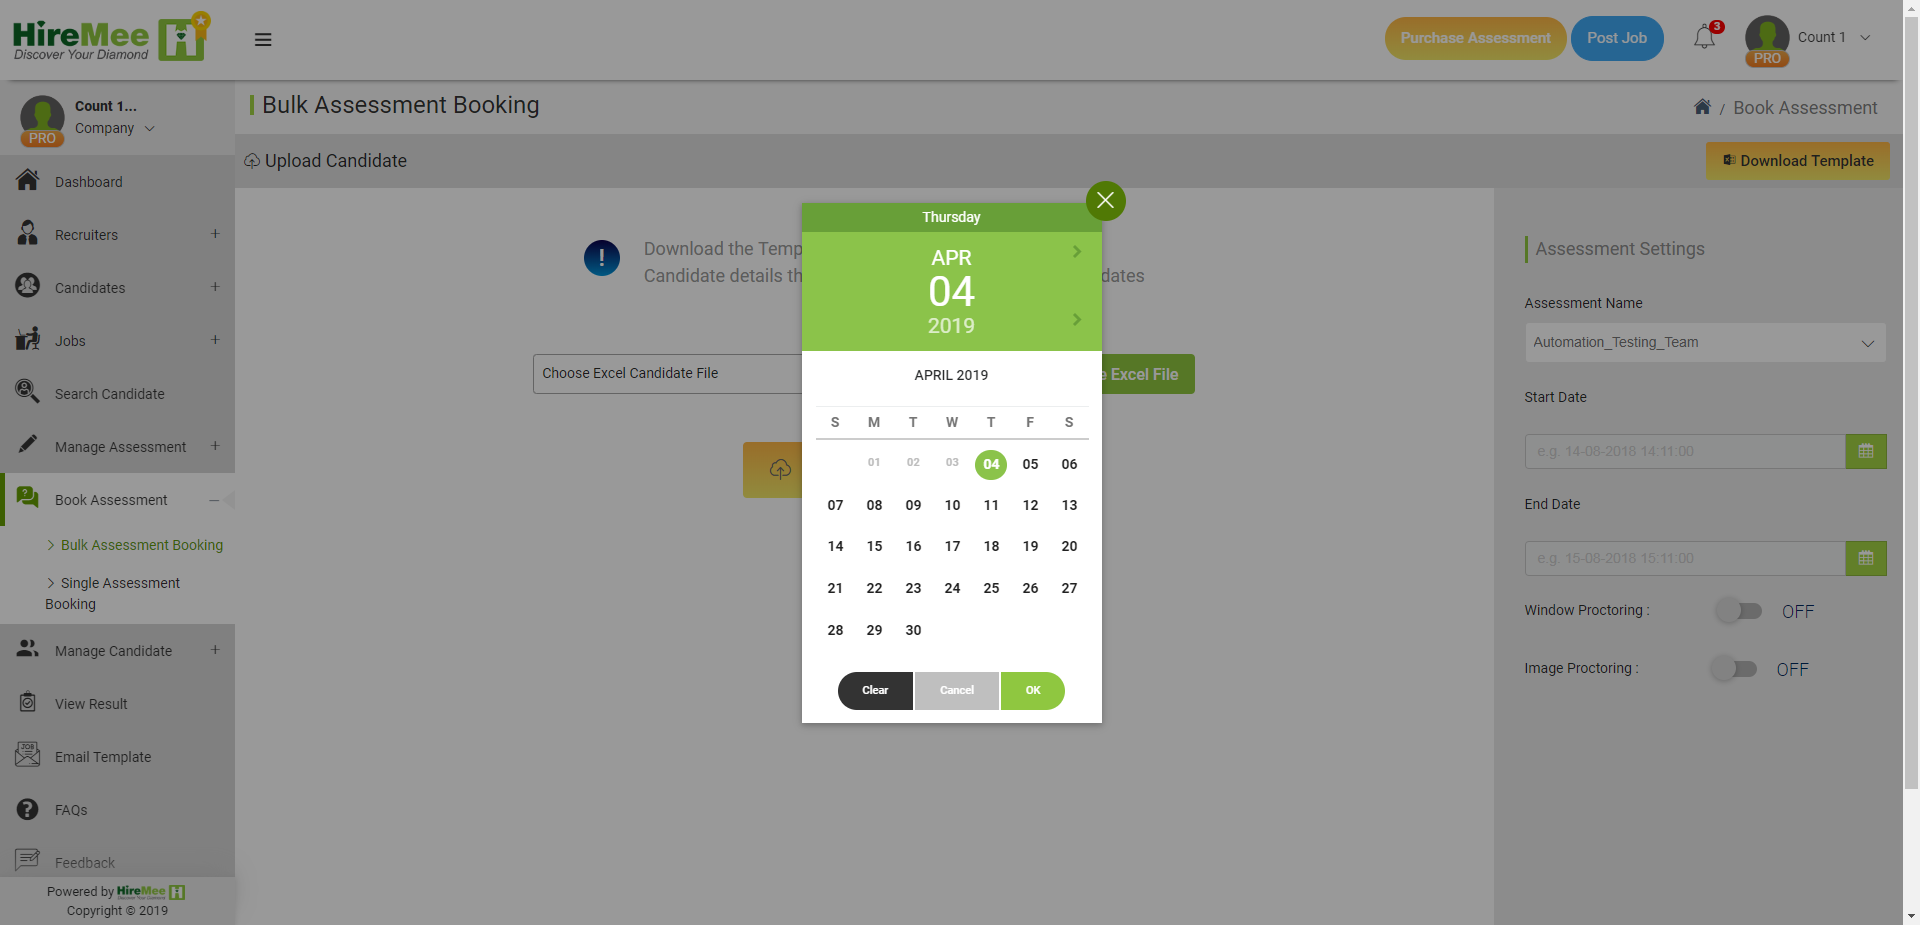 HireMee
Discover Your Diamond
Purchase Assessment
Post Job
3
Count 1
PRO
Count 1...
Company
PRO
Bulk Assessment Booking
/ Book Assessment
Upload Candidate
Download Template
Dashboard
Recruiters +
Candidates +
Jobs +
Search Candidate
Manage Assessment +
Book Assessment –
> Bulk Assessment Booking
> Single Assessment
Booking
Manage Candidate +
View Result
JOB
Email Template
FAQs
Feedback
Powered by HireMee
Copyright © 2019
!
Download the Temp
Candidate details th
dates
Choose Excel Candidate File
e Excel File
Thursday
APR
04
2019
APRIL 2019
S M T W T F S
01 02 03 04 05 06
07 08 09 10 11 12 13
14 15 16 17 18 19 20
21 22 23 24 25 26 27
28 29 30
Clear Cancel OK
Assessment Settings
Assessment Name
Automation_Testing_Team
Start Date
e.g. 14-08-2018 14:11:00
End Date
e.g. 15-08-2018 15:11:00
Window Proctoring : OFF
Image Proctoring : OFF